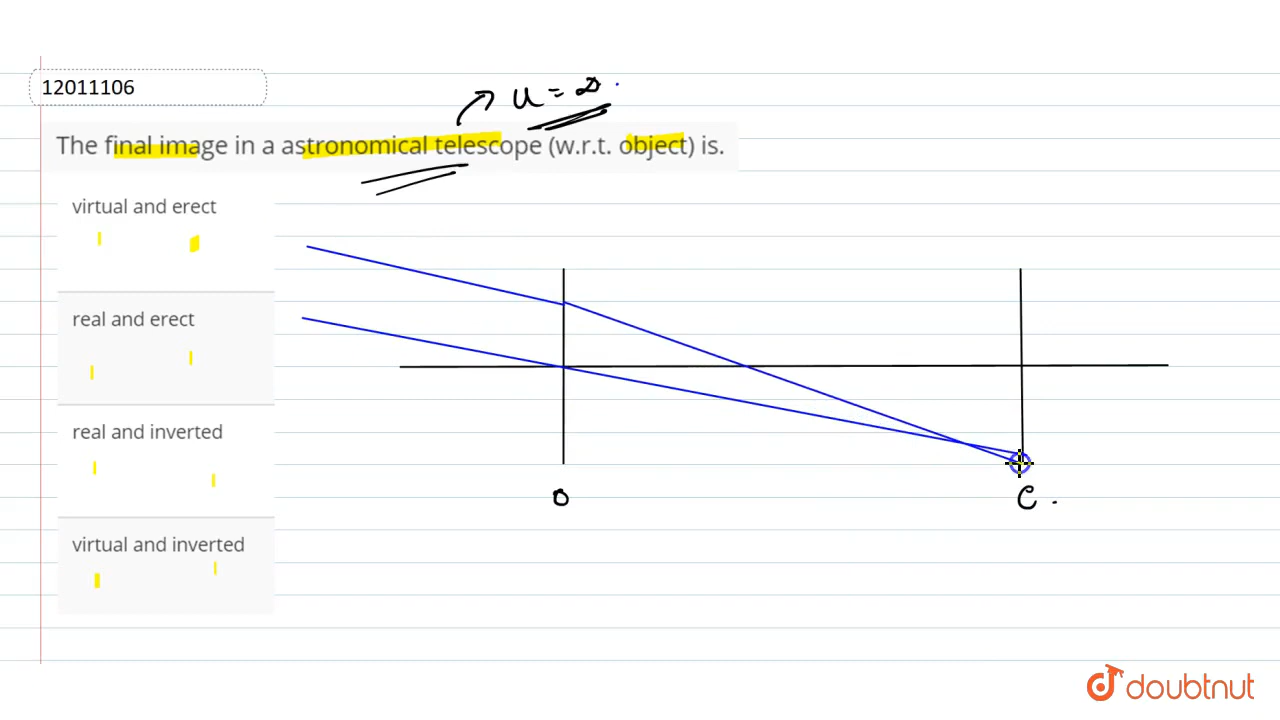 12011106
u = ∞
The final image in a astronomical telescope (w.r.t. object) is.
virtual and erect
real and erect
real and inverted
virtual and inverted
O
e
doubtnut